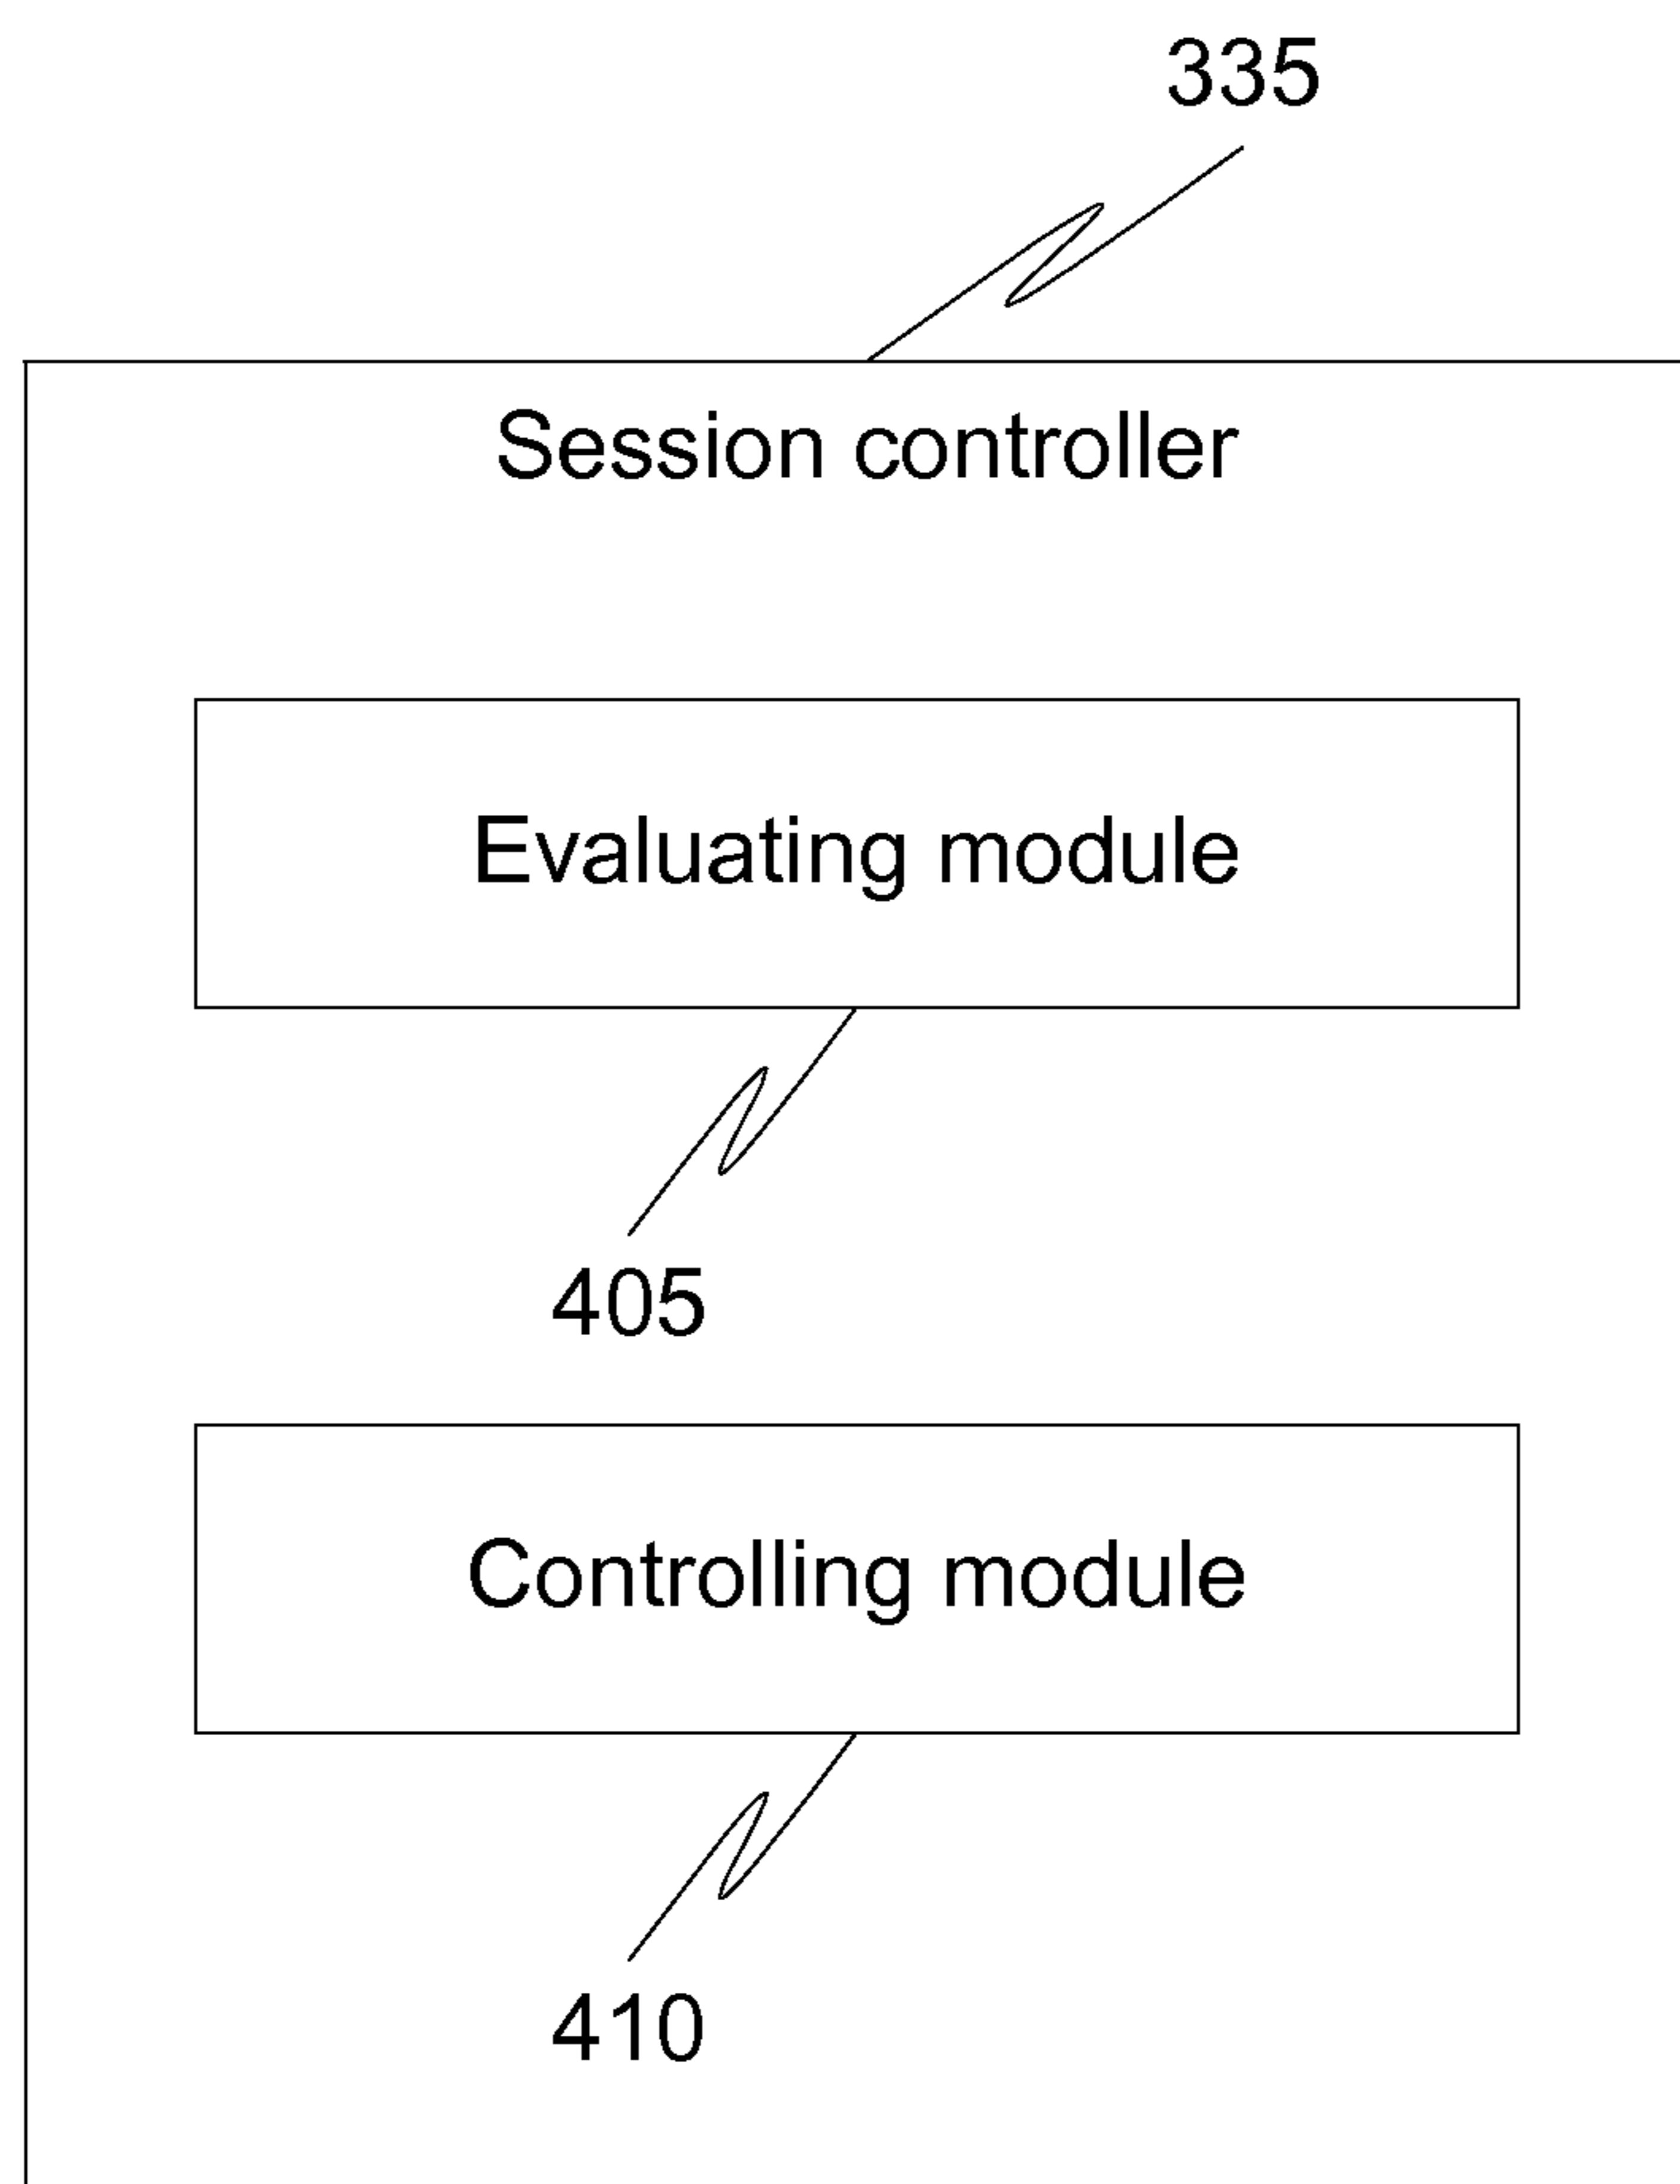 335
Session controller
Evaluating module
405
Controlling module
410